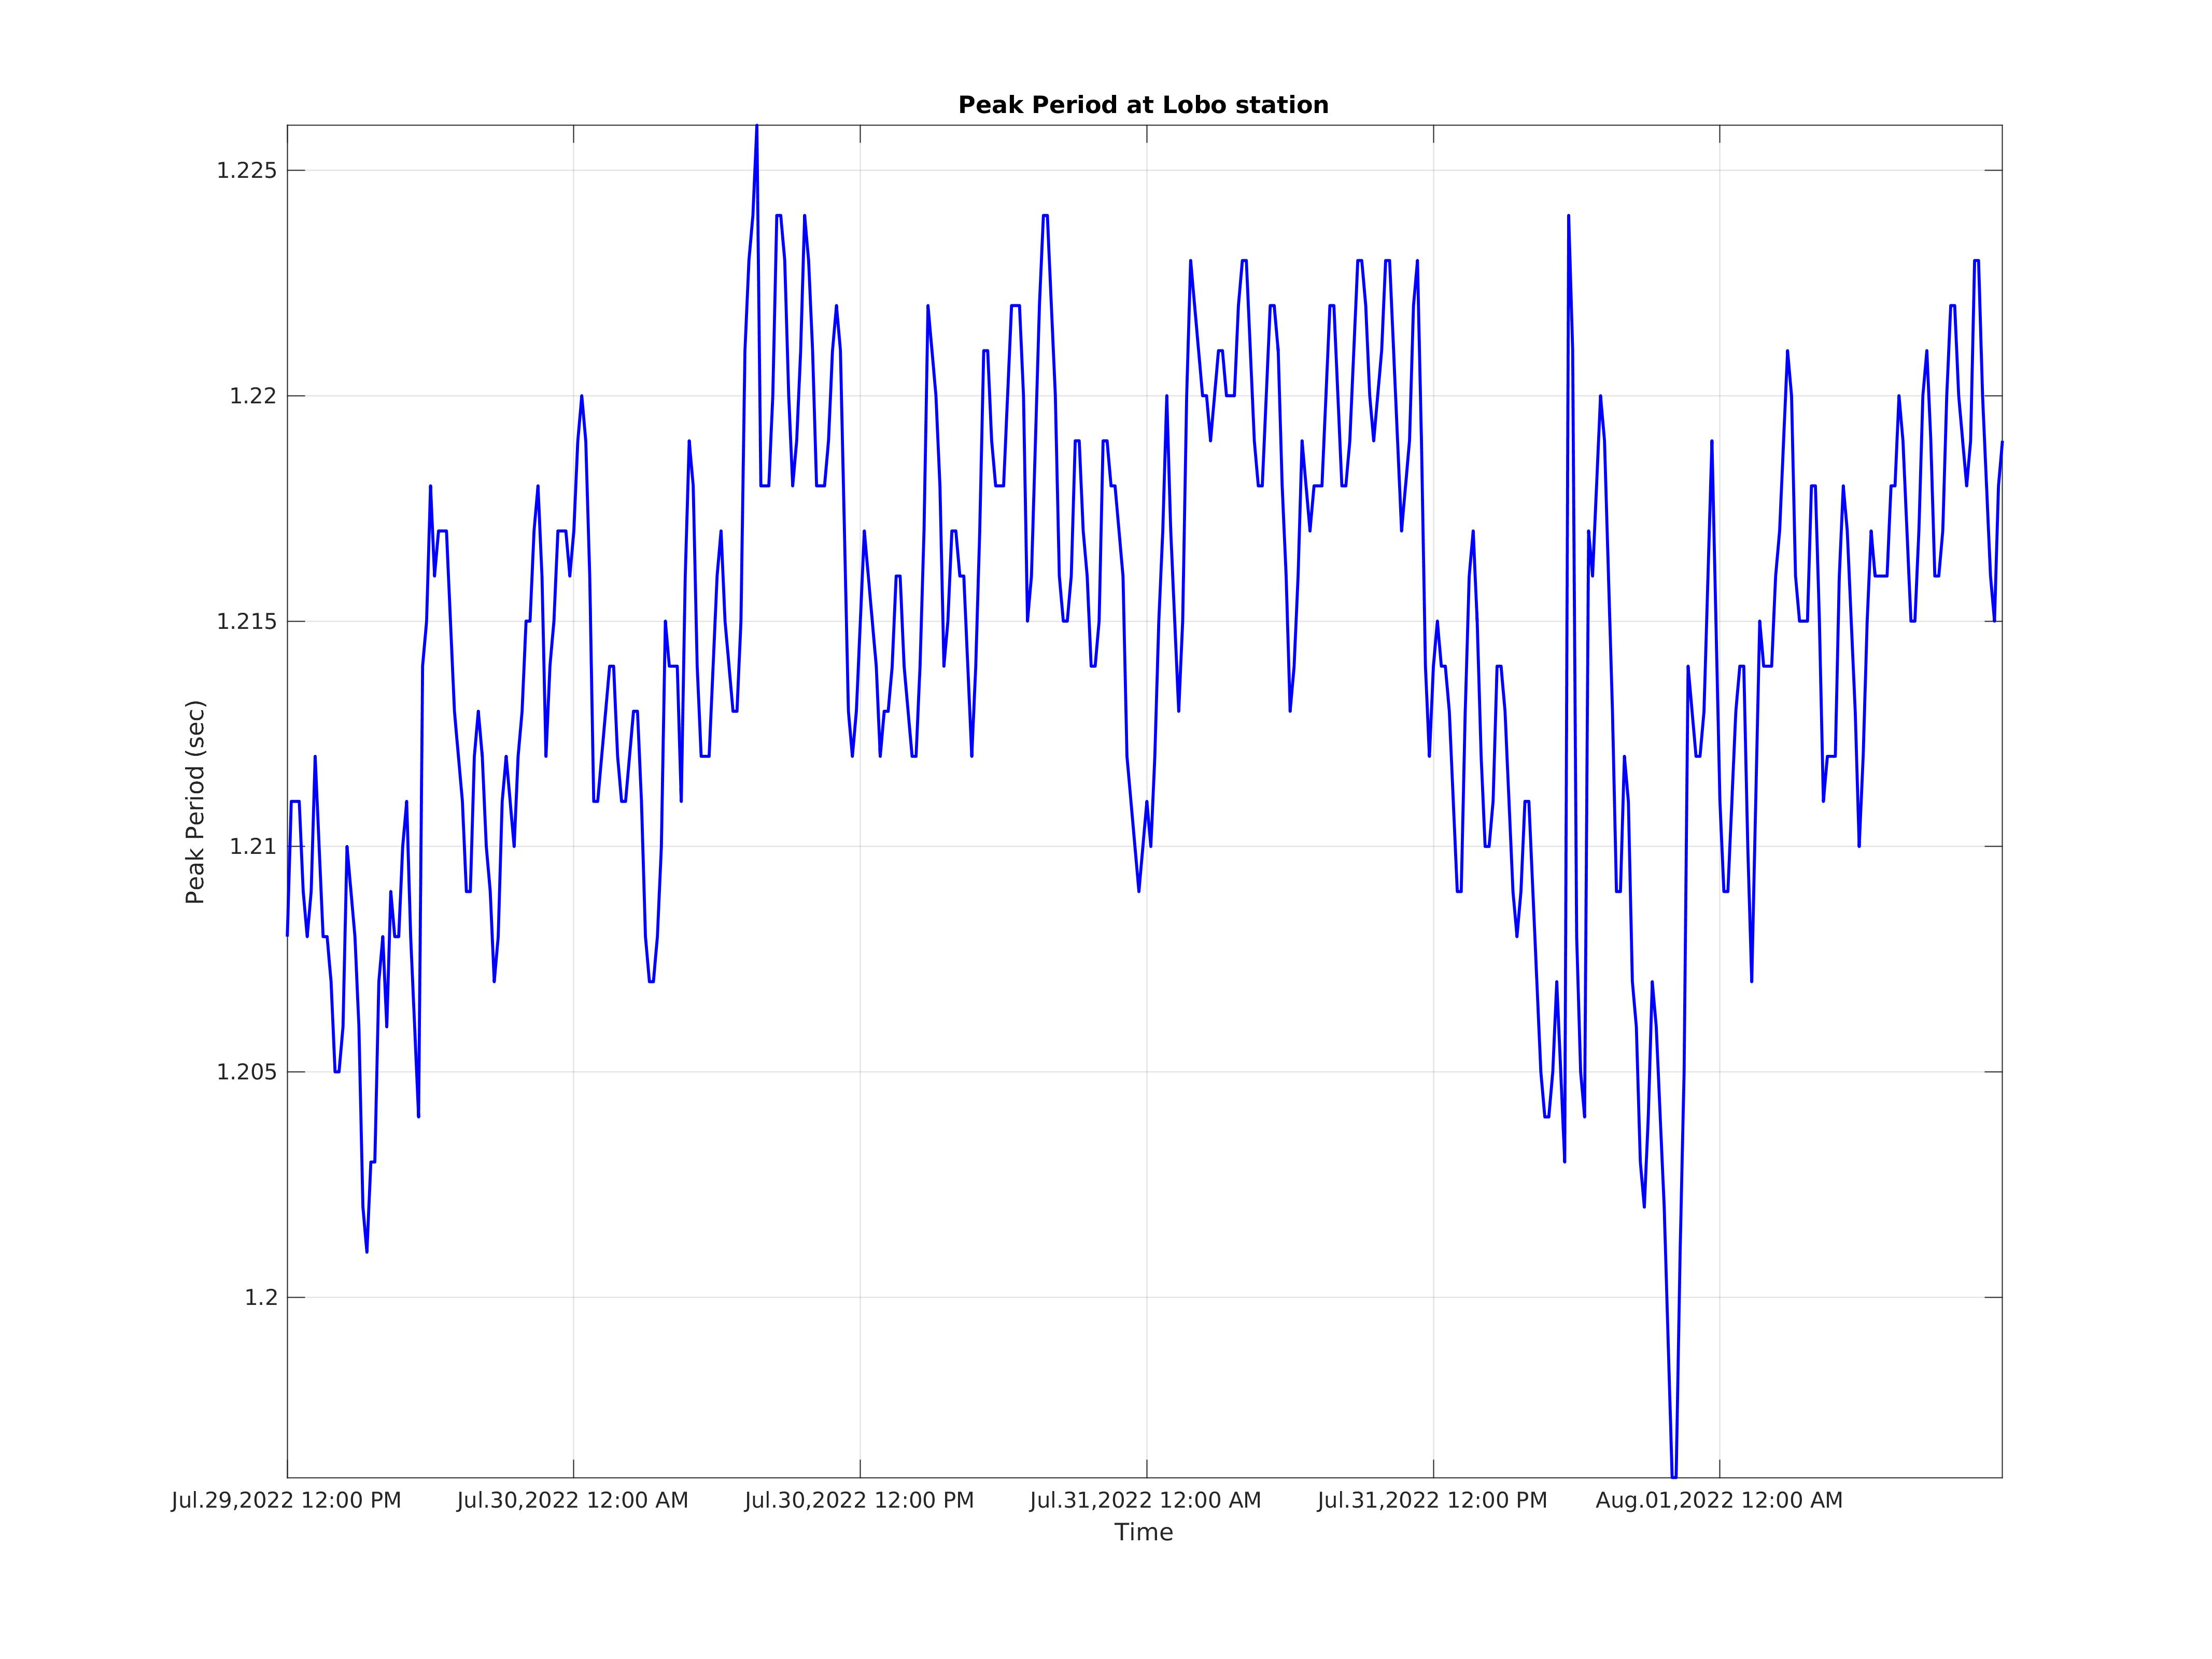 Peak Period at Lobo station
1.225
1.22
1.215
1.21
1.205
1.2
Peak Period (sec)
Jul.29,2022 12:00 PM
Jul.30,2022 12:00 AM
Jul.30,2022 12:00 PM
Jul.31,2022 12:00 AM
Jul.31,2022 12:00 PM
Aug.01,2022 12:00 AM
Time